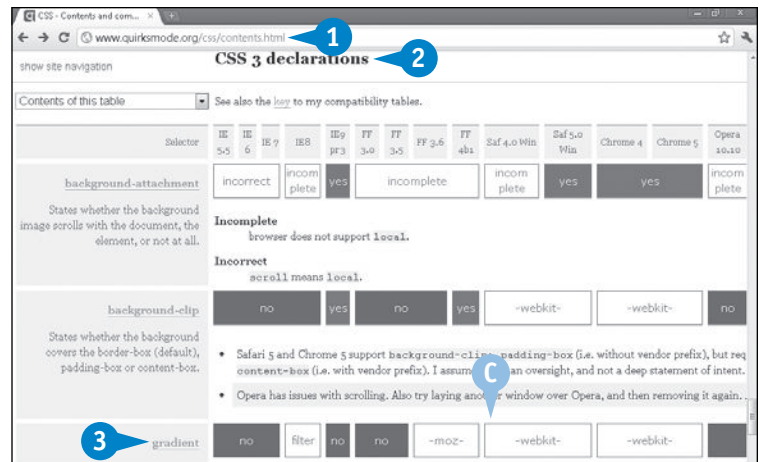 CSS - Contents and com...
www.quirksmode.org/css/contents.html
1
show site navigation
CSS 3 declarations
2
Contents of this table
See also the key to my compatibility tables.
Selector IE 5.5 IE 6 IE 7 IE8 IE9 pr3 FF 3.0 FF 3.5 FF 3.6 FF 4b1 Saf 4.0 Win Saf 5.0 Win Chrome 4 Chrome 5 Opera 10.10
background-attachment incorrect incom plete yes incomplete incom plete yes yes incom plete
States whether the background
image scrolls with the document, the
element, or not at all.
Incomplete
browser does not support local.
Incorrect
scroll means local.
background-clip no yes no yes -webkit- -webkit- no
States whether the background
covers the border-box (default),
padding-box or content-box.
• Safari 5 and Chrome 5 support background-clip: padding-box (i.e. without vendor prefix), but req
content-box (i.e. with vendor prefix). I assume an oversight, and not a deep statement of intent.
• Opera has issues with scrolling. Also try laying another window over Opera, and then removing it again. .
C
3
gradient no filter no no -moz- -webkit- -webkit-